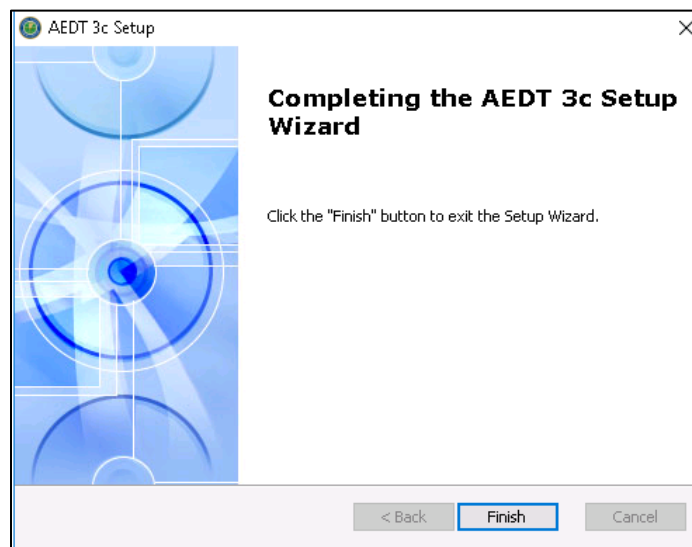 AEDT 3c Setup
Completing the AEDT 3c Setup
Wizard
Click the "Finish" button to exit the Setup Wizard.
< Back Finish Cancel